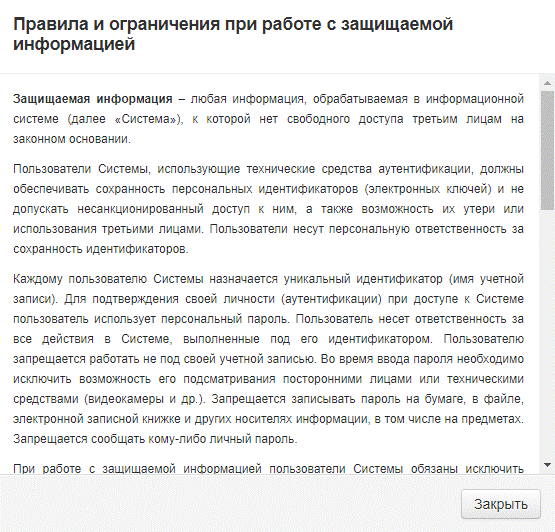 Правила и ограничения при работе с защищаемой
информацией
Защищаемая информация – любая информация, обрабатываемая в информационной
системе (далее «Система»), к которой нет свободного доступа третьим лицам на
законном основании.
Пользователи Системы, использующие технические средства аутентификации, должны
обеспечивать сохранность персональных идентификаторов (электронных ключей) и не
допускать несанкционированный доступ к ним, а также возможность их утери или
использования третьими лицами. Пользователи несут персональную ответственность за
сохранность идентификаторов.
Каждому пользователю Системы назначается уникальный идентификатор (имя учетной
записи). Для подтверждения своей личности (аутентификации) при доступе к Системе
пользователь использует персональный пароль. Пользователь несет ответственность за
все действия в Системе, выполненные под его идентификатором. Пользователю
запрещается работать не под своей учетной записью. Во время ввода пароля необходимо
исключить возможность его подсматривания посторонними лицами или техническими
средствами (видеокамеры и др.). Запрещается записывать пароль на бумаге, в файле,
электронной записной книжке и других носителях информации, в том числе на предметах.
Запрещается сообщать кому-либо личный пароль.
При работе с защищаемой информацией пользователи Системы обязаны исключить
Закрыть